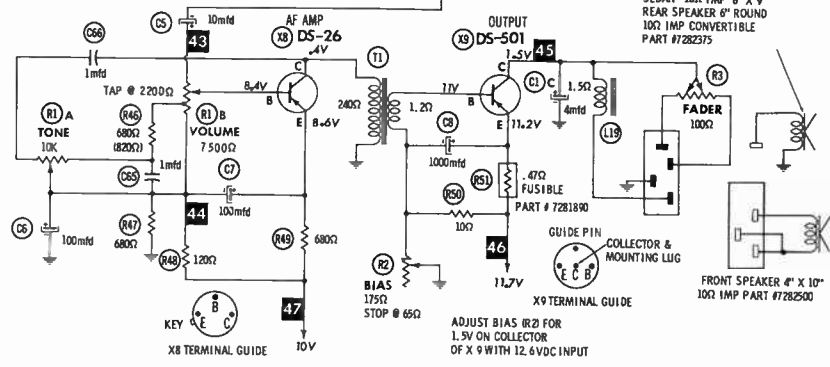 C5
10mfd
43
AF AMP
X8 DS-26
.4V
C
B
E
8.4V
8.6V
C66
1mfd
TAP @ 2200Ω
R1 A
TONE
10K
R46
680Ω
(820Ω)
R1 B
VOLUME
7500Ω
1mfd
C65
C7
100mfd
C6
100mfd
R47
680Ω
44
R48
120Ω
R49
680Ω
47
10V
KEY
B
E
C
X8 TERMINAL GUIDE
T1
240Ω
1.2Ω
11V
OUTPUT
X9 DS-501
1.5V
45
C
B
E
11.2V
C8
1000mfd
C1 C
4mfd
1.5Ω
L19
R51
.47Ω
FUSIBLE
PART # 7281890
R50
10Ω
R2
BIAS
175Ω
STOP @ 65Ω
46
11.7V
GUIDE PIN
COLLECTOR &
MOUNTING LUG
E C B
X9 TERMINAL GUIDE
ADJUST BIAS (R2) FOR
1.5V ON COLLECTOR
OF X 9 WITH 12.6VDC INPUT
REAR SPEAKER 6" ROUND
10Ω IMP CONVERTIBLE
PART #7282375
R3
FADER
100Ω
FRONT SPEAKER 4" X 10"
10Ω IMP PART #7282500